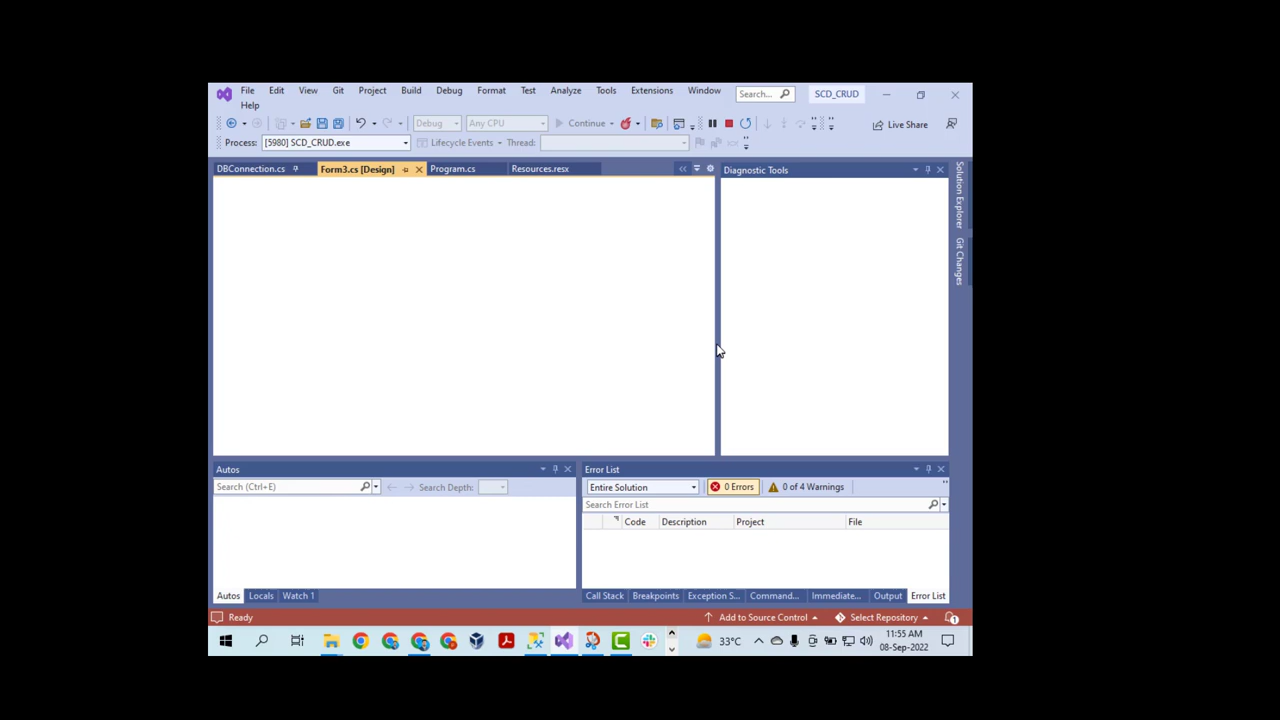 File Edit View Git Project Build Debug Format Test Analyze Tools Extensions Window Search... SCD_CRUD
Help
Debug Any CPU Continue Live Share
Process: [5980] SCD_CRUD.exe Lifecycle Events Thread:
DBConnection.cs Form3.cs [Design] Program.cs Resources.resx Diagnostic Tools
Solution Explorer
Git Changes
Autos Error List
Search (Ctrl+E) Search Depth: Entire Solution 0 Errors 0 of 4 Warnings
Search Error List
Code Description Project File
Autos Locals Watch 1 Call Stack Breakpoints Exception S... Command... Immediate... Output Error List
Ready Add to Source Control Select Repository 1
33°C 11:55 AM
08-Sep-2022